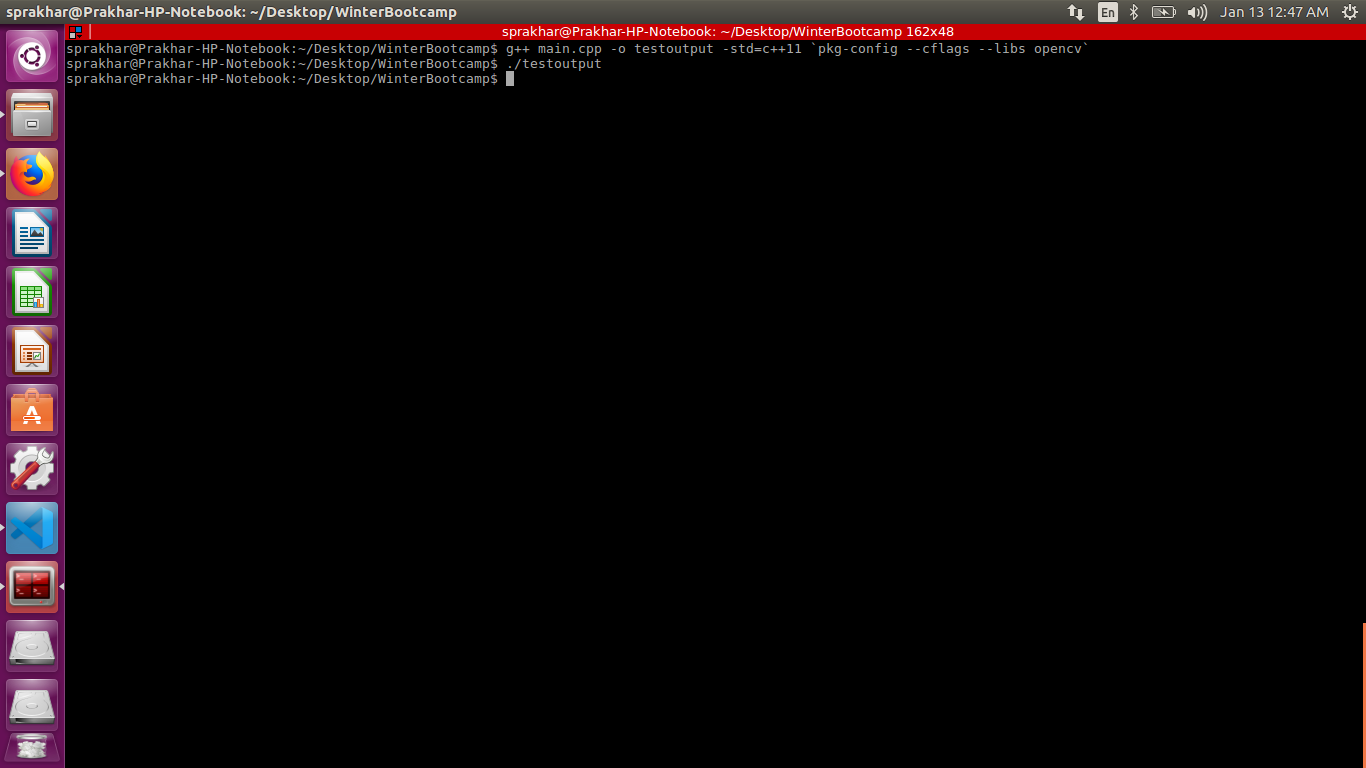 sprakhar@Prakhar-HP-Notebook: ~/Desktop/WinterBootcamp
En
Jan 13 12:47 AM
sprakhar@Prakhar-HP-Notebook: ~/Desktop/WinterBootcamp 162x48
sprakhar@Prakhar-HP-Notebook:~/Desktop/WinterBootcamp$ g++ main.cpp -o testoutput -std=c++11 `pkg-config --cflags --libs opencv`
sprakhar@Prakhar-HP-Notebook:~/Desktop/WinterBootcamp$ ./testoutput
sprakhar@Prakhar-HP-Notebook:~/Desktop/WinterBootcamp$